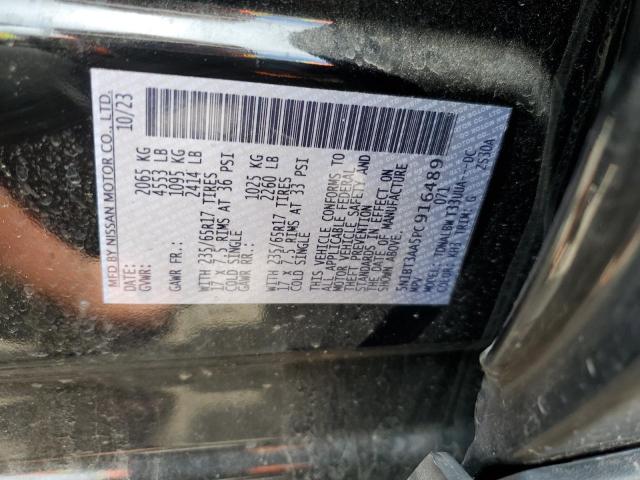 MFD BY NISSAN MOTOR CO., LTD.
10/23
GVWR: 2065 KG
4553 LB
GAWR FR: 1095 KG
2414 LB
WITH 235/65R17 TIRES
17 x 7.5 RIMS AT 36 PSI
COLD SINGLE
GAWR RR: 1025 KG
2260 LB
WITH 235/65R17 TIRES
17 x 7.5 RIMS AT 33 PSI
COLD SINGLE
THIS VEHICLE CONFORMS TO
ALL APPLICABLE FEDERAL
MOTOR VEHICLE SAFETY AND
THEFT PREVENTION
STANDARDS IN EFFECT ON
THE DATE OF MANUFACTURE
SHOWN ABOVE.
5N1BT3AA5PC916489
071
MODEL:
COLOR: KH3 TRIM: G